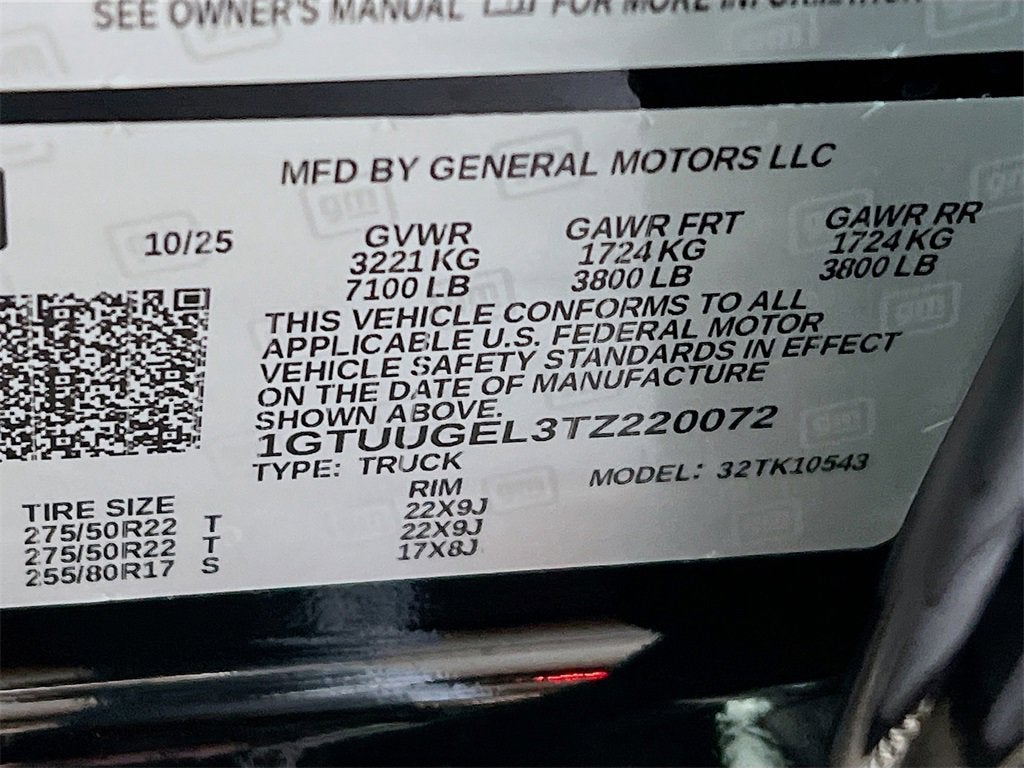 SEE OWNER'S MANUAL FOR MORE INFORMATION
MFD BY GENERAL MOTORS LLC
10/25 GVWR GAWR FRT GAWR RR
3221 KG 1724 KG 1724 KG
7100 LB 3800 LB 3800 LB
THIS VEHICLE CONFORMS TO ALL
APPLICABLE U.S. FEDERAL MOTOR
VEHICLE SAFETY STANDARDS IN EFFECT
ON THE DATE OF MANUFACTURE
SHOWN ABOVE.
1GTUUGEL3TZ220072
TYPE: TRUCK MODEL: 32TK10543
TIRE SIZE RIM
275/50R22 T 22X9J
275/50R22 T 22X9J
255/80R17 S 17X8J